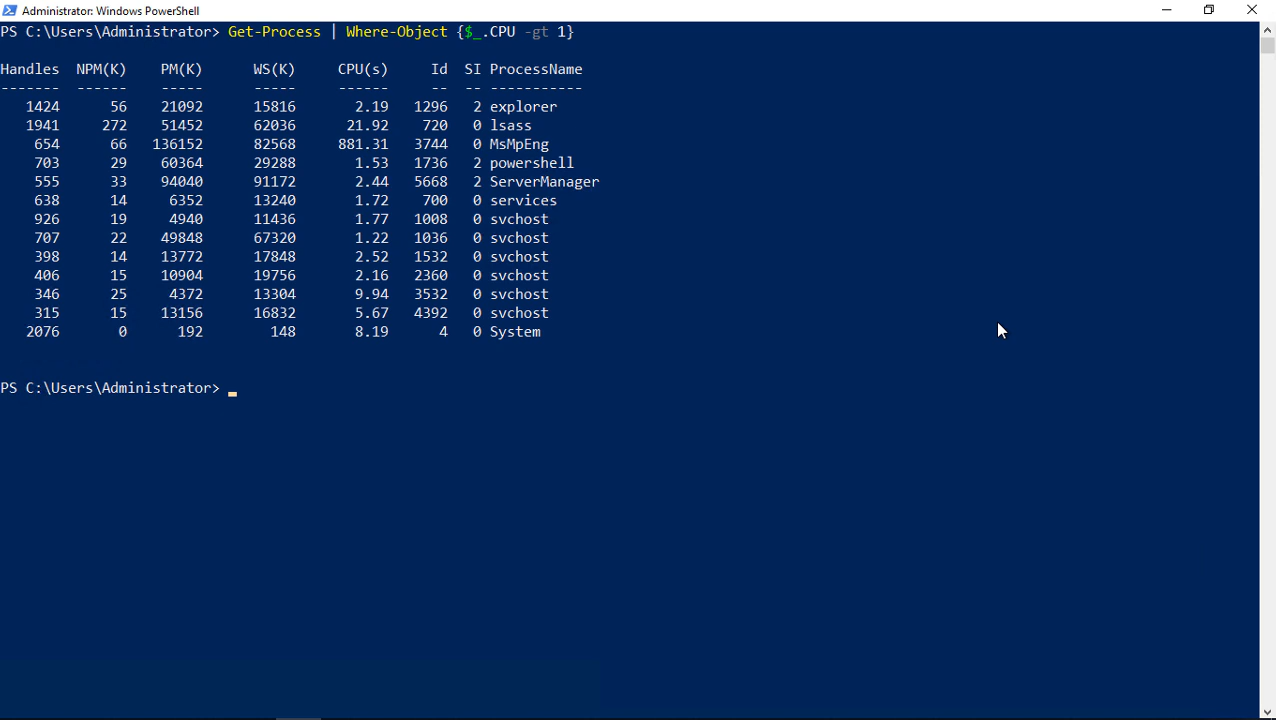 Administrator: Windows PowerShell
PS C:\Users\Administrator> Get-Process | Where-Object {$_.CPU -gt 1}
Handles  NPM(K)    PM(K)      WS(K)     CPU(s)     Id  SI ProcessName
-------  ------    -----      -----     ------     --  -- -----------
   1424      56    21092      15816       2.19   1296   2 explorer
   1941     272    51452      62036      21.92    720   0 lsass
    654      66   136152      82568     881.31   3744   0 MsMpEng
    703      29    60364      29288       1.53   1736   2 powershell
    555      33    94040      91172       2.44   5668   2 ServerManager
    638      14     6352      13240       1.72    700   0 services
    926      19     4940      11436       1.77   1008   0 svchost
    707      22    49848      67320       1.22   1036   0 svchost
    398      14    13772      17848       2.52   1532   0 svchost
    406      15    10904      19756       2.16   2360   0 svchost
    346      25     4372      13304       9.94   3532   0 svchost
    315      15    13156      16832       5.67   4392   0 svchost
   2076       0      192        148       8.19      4   0 System
PS C:\Users\Administrator>